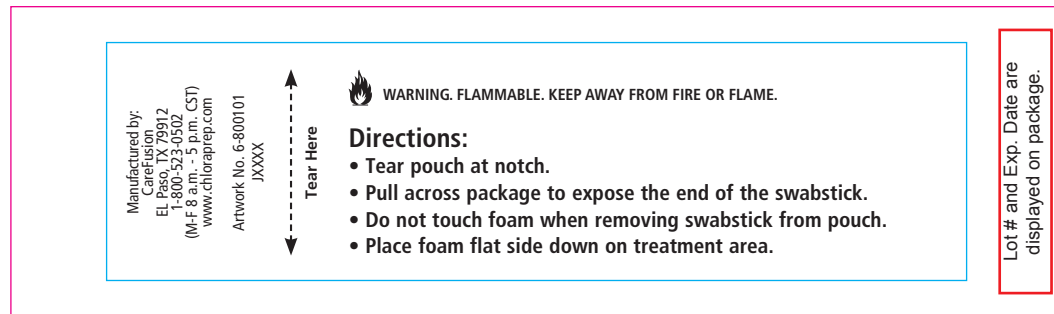 Manufactured by:
CareFusion
EL Paso, TX 79912
1-800-523-0502
(M-F 8 a.m. - 5 p.m. CST)
www.chloraprep.com
Artwork No. 6-800101
JXXXX
Tear Here
WARNING. FLAMMABLE. KEEP AWAY FROM FIRE OR FLAME.
Directions:
• Tear pouch at notch.
• Pull across package to expose the end of the swabstick.
• Do not touch foam when removing swabstick from pouch.
• Place foam flat side down on treatment area.
Lot # and Exp. Date are
displayed on package.